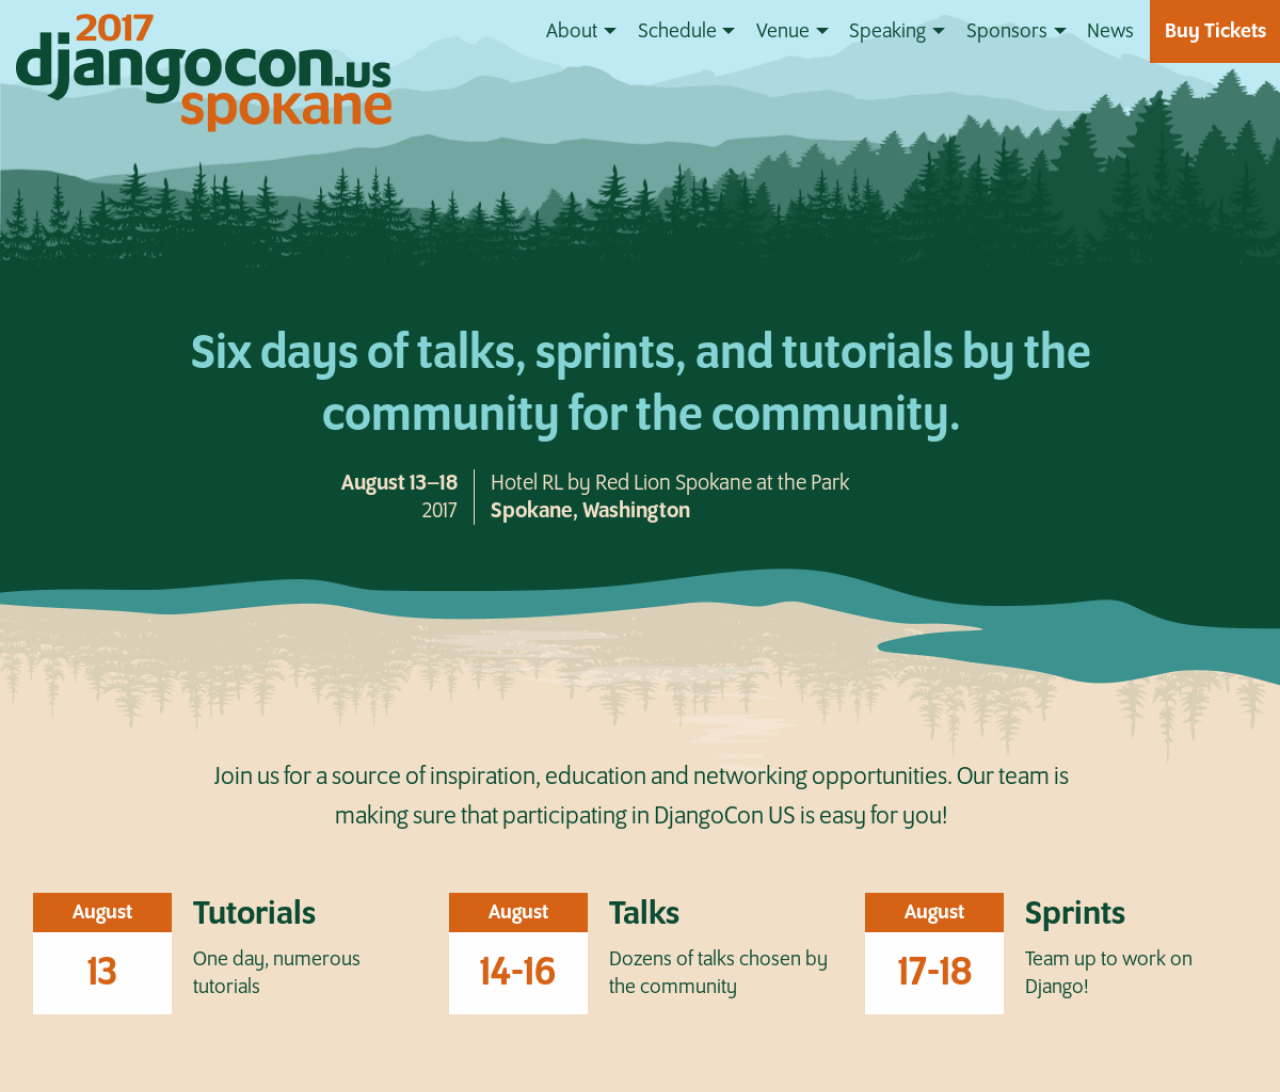 2017
djangocon.us
spokane
About
Schedule
Venue
Speaking
Sponsors
News
Buy Tickets
Six days of talks, sprints, and tutorials by the
community for the community.
August 13–18
2017
Hotel RL by Red Lion Spokane at the Park
Spokane, Washington
Join us for a source of inspiration, education and networking opportunities. Our team is
making sure that participating in DjangoCon US is easy for you!
August
13
Tutorials
One day, numerous
tutorials
August
14-16
Talks
Dozens of talks chosen by
the community
August
17-18
Sprints
Team up to work on
Django!